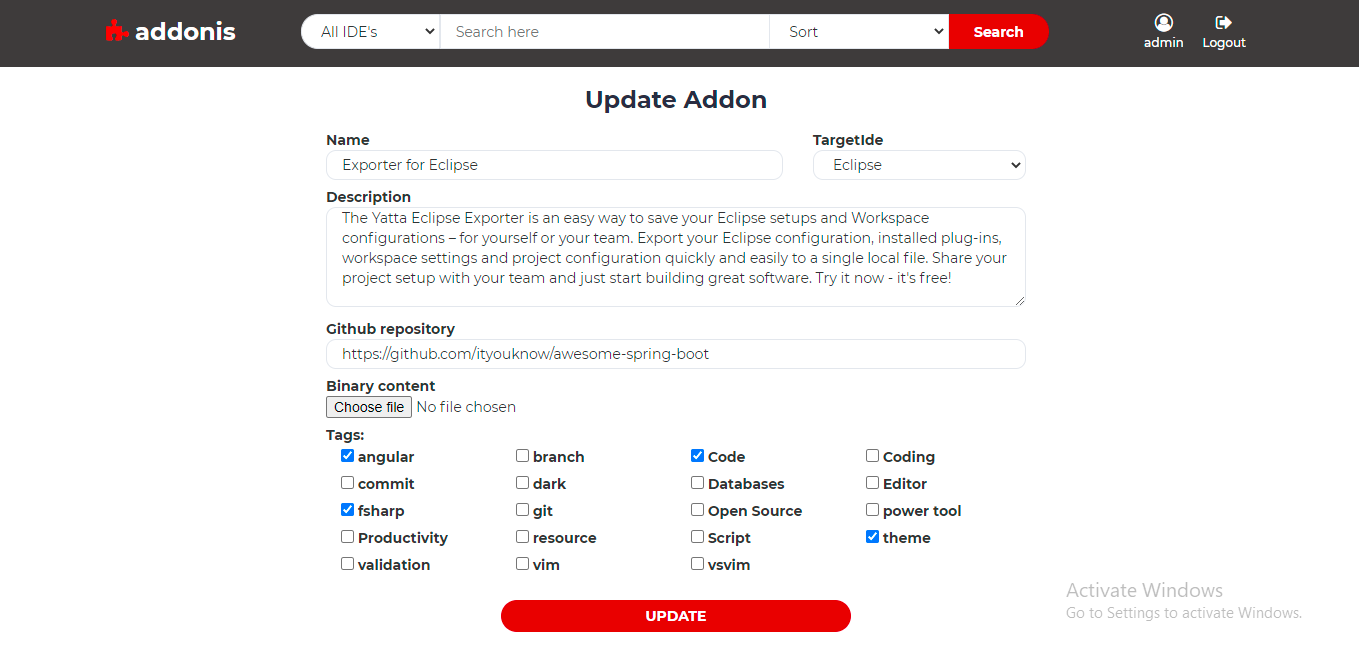 addonis
All IDE's
Search here
Sort
Search
admin
Logout
Update Addon
Name
TargetIde
Exporter for Eclipse
Eclipse
Description
The Yatta Eclipse Exporter is an easy way to save your Eclipse setups and Workspace
configurations – for yourself or your team. Export your Eclipse configuration, installed plug-ins,
workspace settings and project configuration quickly and easily to a single local file. Share your
project setup with your team and just start building great software. Try it now - it's free!
Github repository
https://github.com/ityouknow/awesome-spring-boot
Binary content
Choose file No file chosen
Tags:
angular branch Code Coding
commit dark Databases Editor
fsharp git Open Source power tool
Productivity resource Script theme
validation vim vsvim
UPDATE
Activate Windows
Go to Settings to activate Windows.